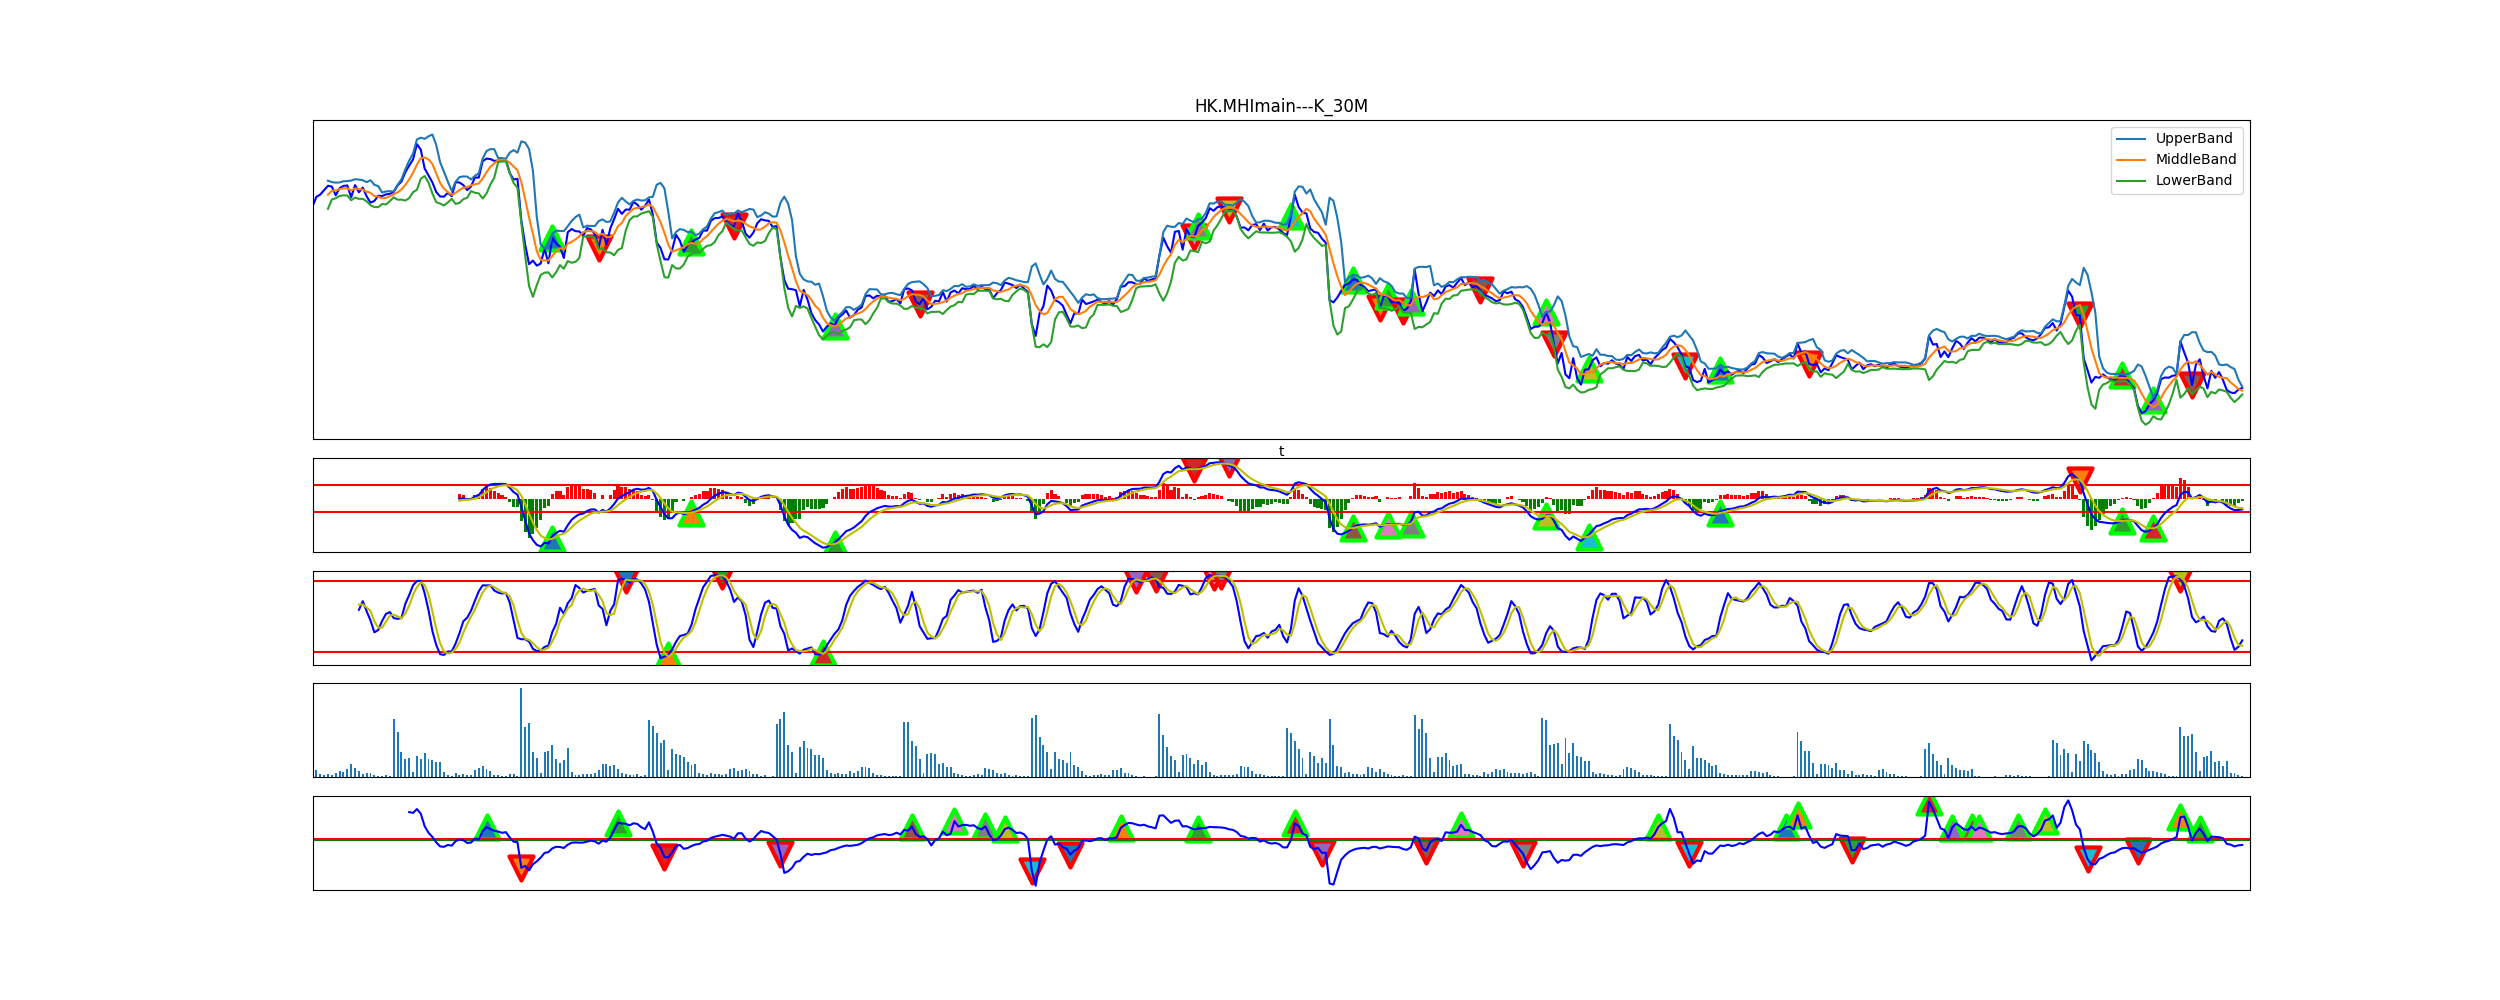 HK.MHImain---K_30M
UpperBand
MiddleBand
LowerBand
t